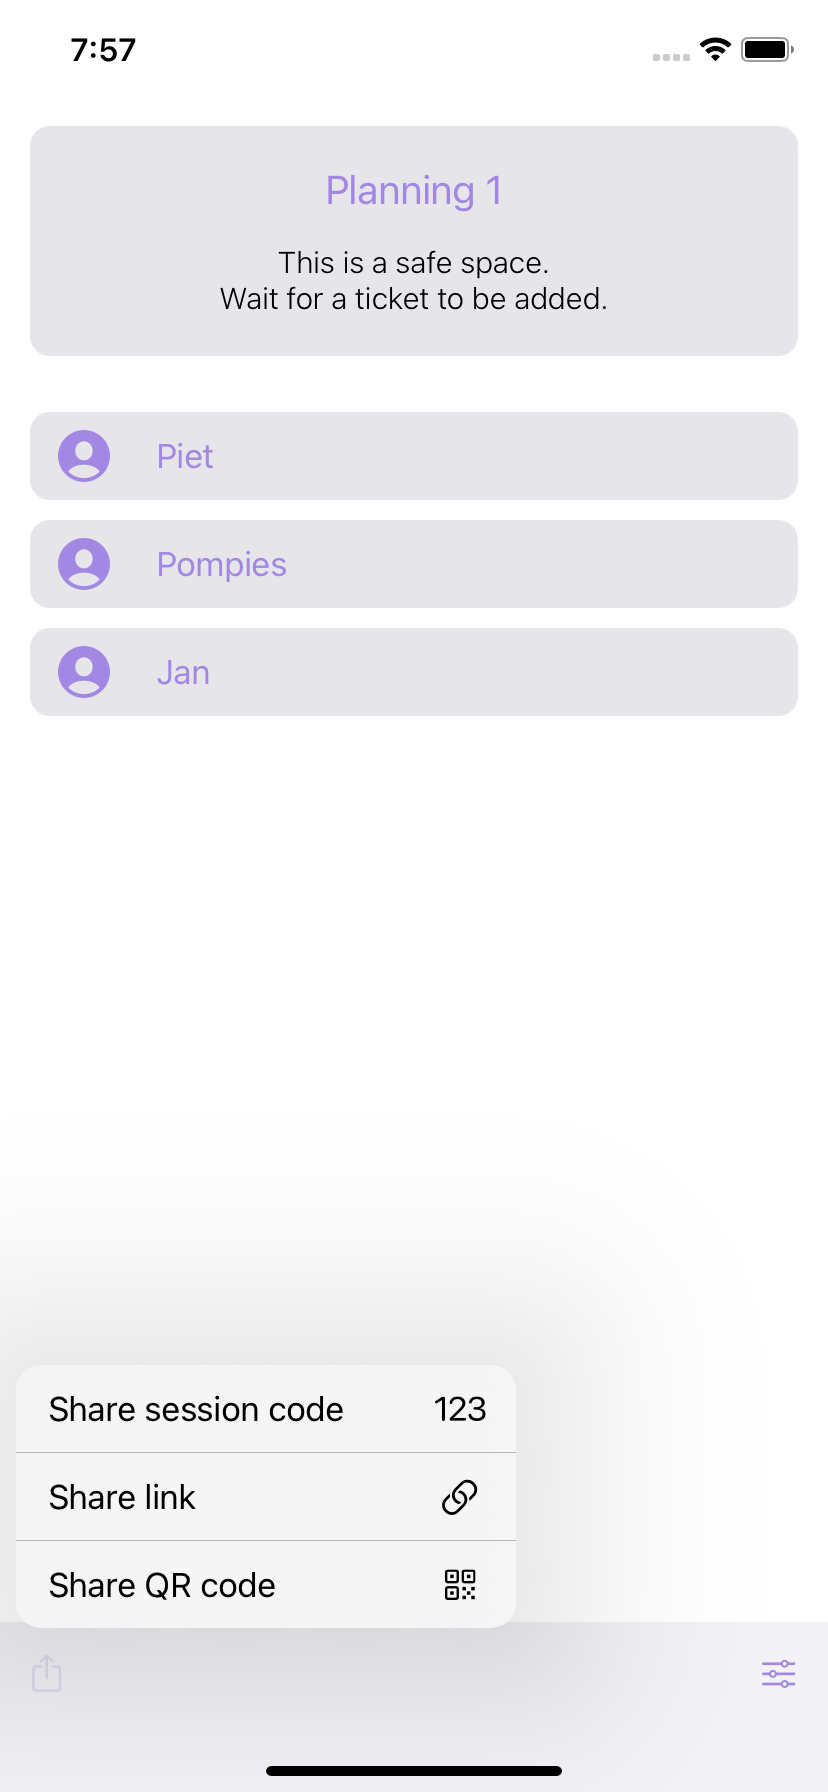 7:57
Planning 1
This is a safe space.
Wait for a ticket to be added.
Piet
Pompies
Jan
Share session code 123
Share link
Share QR code